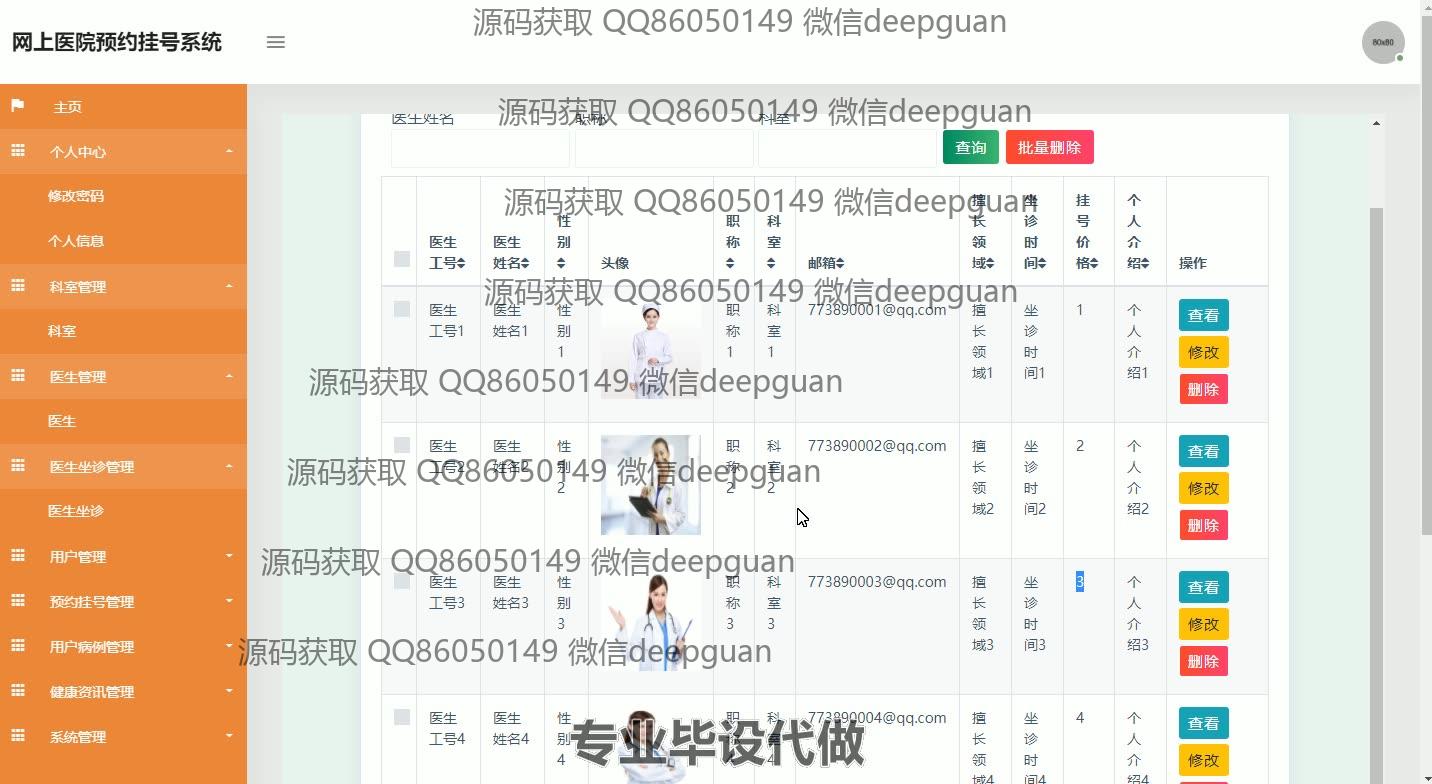 源码获取 QQ86050149 微信deepguan
网上医院预约挂号系统
80x80
主页
个人中心
修改密码
个人信息
科室管理
科室
医生管理
医生
医生坐诊管理
医生坐诊
用户管理
预约挂号管理
用户病例管理
健康资讯管理
系统管理
源码获取 QQ86050149 微信deepguan
医生姓名 职称 科室
查询 批量删除
源码获取 QQ86050149 微信deepguan
医生工号 医生姓名 性别 头像 职称 科室 邮箱 擅长领域 坐诊时间 挂号价格 个人介绍 操作
源码获取 QQ86050149 微信deepguan
医生工号1 医生姓名1 性别1 职称1 科室1 773890001@qq.com 擅长领域1 坐诊时间1 1 个人介绍1 查看 修改 删除
源码获取 QQ86050149 微信deepguan
医生工号2 医生姓名2 性别2 职称2 科室2 773890002@qq.com 擅长领域2 坐诊时间2 2 个人介绍2 查看 修改 删除
源码获取 QQ86050149 微信deepguan
源码获取 QQ86050149 微信deepguan
医生工号3 医生姓名3 性别3 职称3 科室3 773890003@qq.com 擅长领域3 坐诊时间3 3 个人介绍3 查看 修改 删除
源码获取 QQ86050149 微信deepguan
医生工号4 医生姓名4 性别4 职称 科室 773890004@qq.com 擅长领域4 坐诊时间4 4 个人介绍4 查看 修改
专业毕设代做